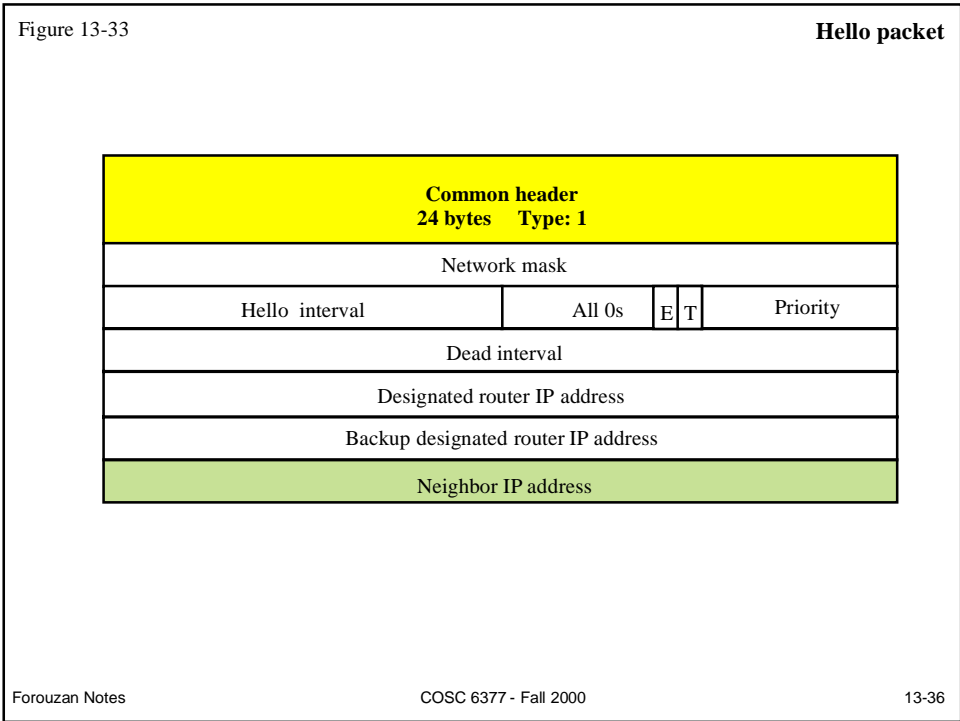 Figure 13-33
Hello packet
Common header
24 bytes Type: 1
Network mask
Hello interval All 0s E T Priority
Dead interval
Designated router IP address
Backup designated router IP address
Neighbor IP address
Forouzan Notes COSC 6377 - Fall 2000 13-36